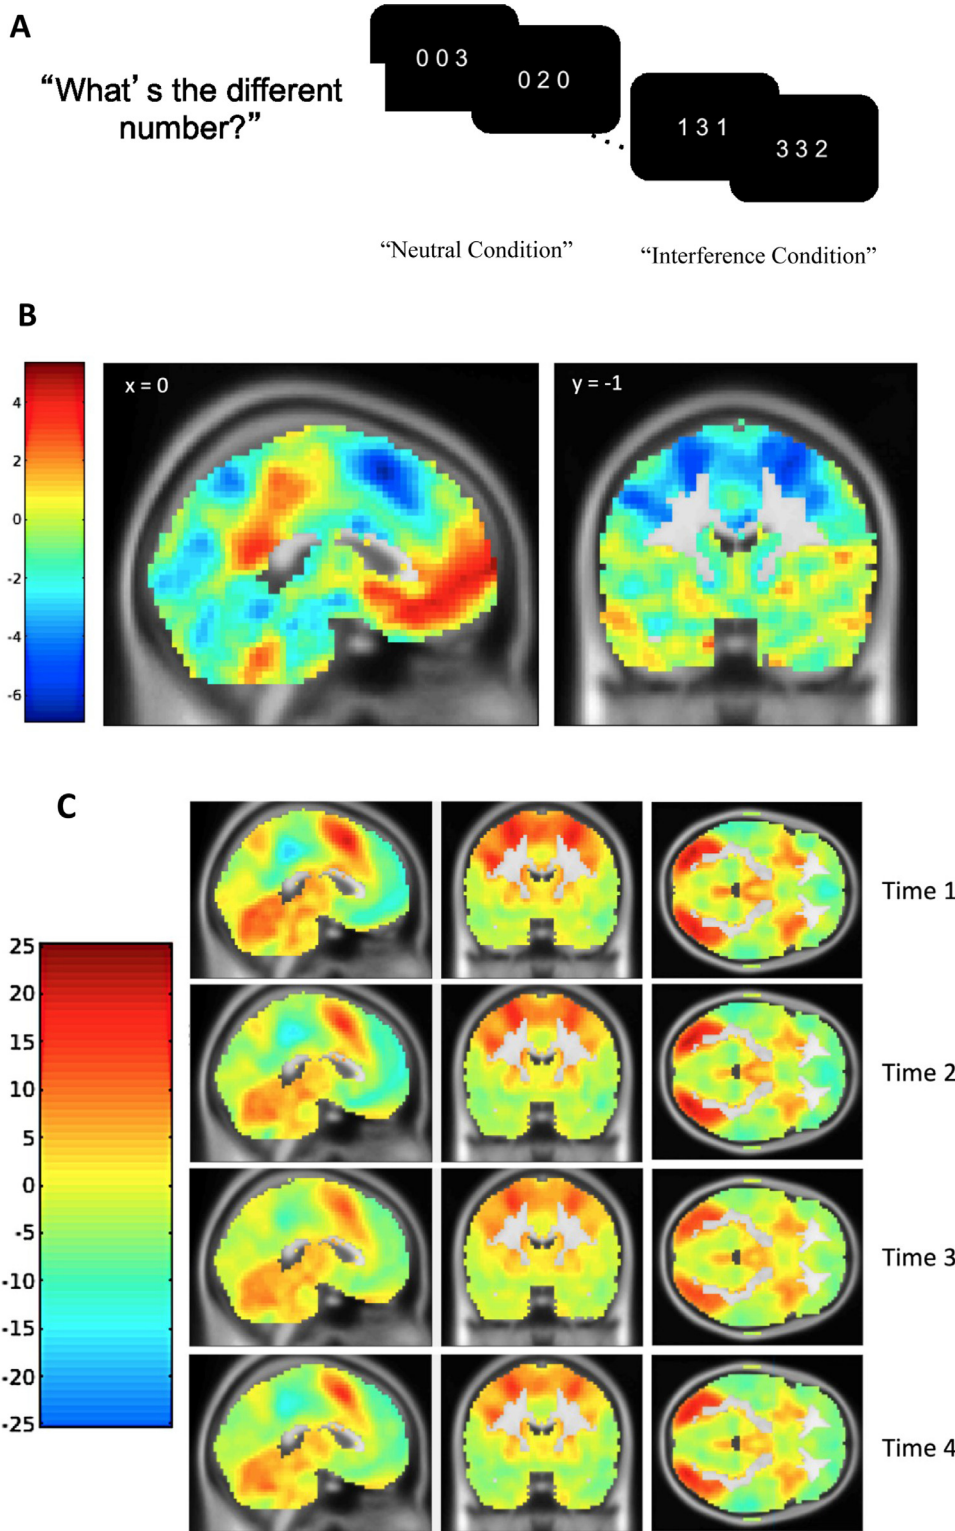 A
“What’ s the different
number?”
0 0 3
0 2 0
1 3 1
3 3 2
“Neutral Condition”
“Interference Condition”
B
4
2
0
-2
-4
-6
x = 0
y = -1
C
25
20
15
10
5
0
-5
-10
-15
-20
-25
Time 1
Time 2
Time 3
Time 4